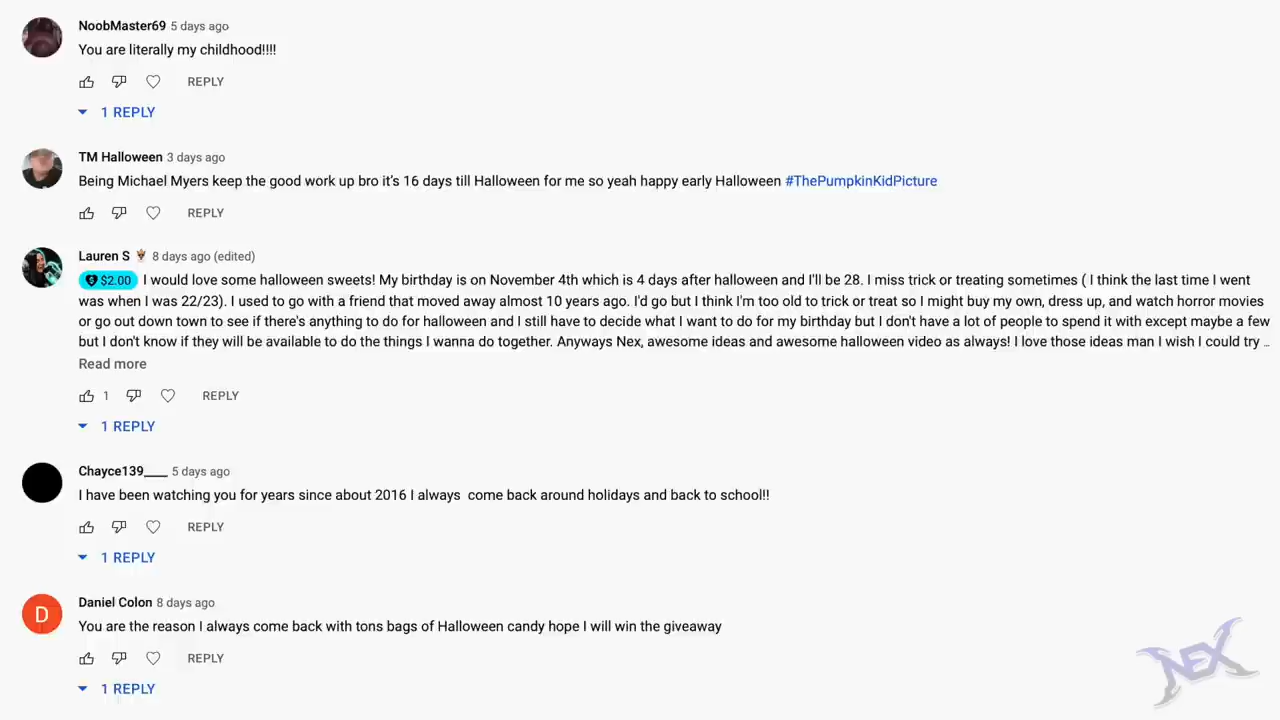 NoobMaster69 5 days ago
You are literally my childhood!!!!
REPLY
1 REPLY
TM Halloween 3 days ago
Being Michael Myers keep the good work up bro it's 16 days till Halloween for me so yeah happy early Halloween #ThePumpkinKidPicture
REPLY
Lauren S 8 days ago (edited)
$2.00 I would love some halloween sweets! My birthday is on November 4th which is 4 days after halloween and I'll be 28. I miss trick or treating sometimes ( I think the last time I went
was when I was 22/23). I used to go with a friend that moved away almost 10 years ago. I'd go but I think I'm too old to trick or treat so I might buy my own, dress up, and watch horror movies
or go out down town to see if there's anything to do for halloween and I still have to decide what I want to do for my birthday but I don't have a lot of people to spend it with except maybe a few
but I don't know if they will be available to do the things I wanna do together. Anyways Nex, awesome ideas and awesome halloween video as always! I love those ideas man I wish I could try ...
Read more
1 REPLY
1 REPLY
Chayce139___ 5 days ago
I have been watching you for years since about 2016 I always  come back around holidays and back to school!!
REPLY
1 REPLY
D
Daniel Colon 8 days ago
You are the reason I always come back with tons bags of Halloween candy hope I will win the giveaway
REPLY
1 REPLY
NEX